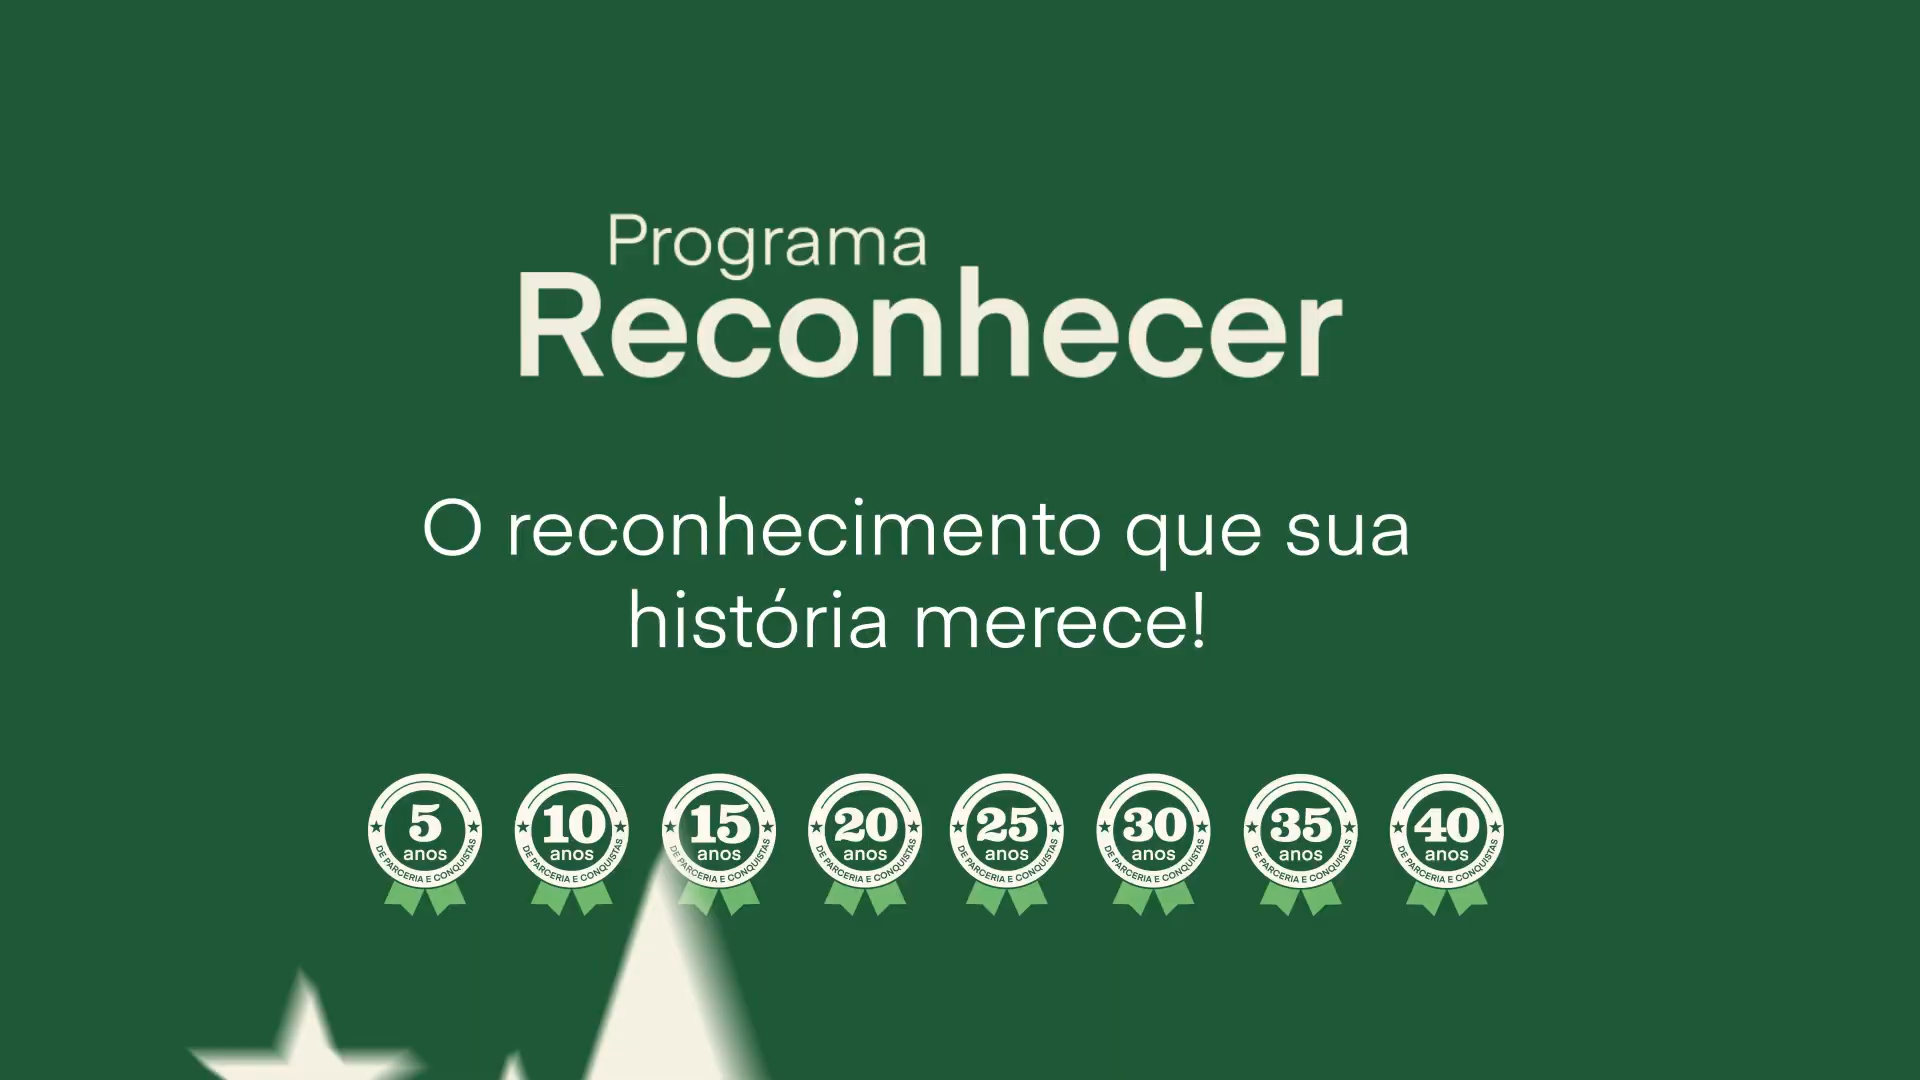 Programa
Reconhecer
O reconhecimento que sua
história merece!
5 anos DE PARCERIA E CONQUISTAS
10 anos DE PARCERIA E CONQUISTAS
15 anos DE PARCERIA E CONQUISTAS
20 anos DE PARCERIA E CONQUISTAS
25 anos DE PARCERIA E CONQUISTAS
30 anos DE PARCERIA E CONQUISTAS
35 anos DE PARCERIA E CONQUISTAS
40 anos DE PARCERIA E CONQUISTAS